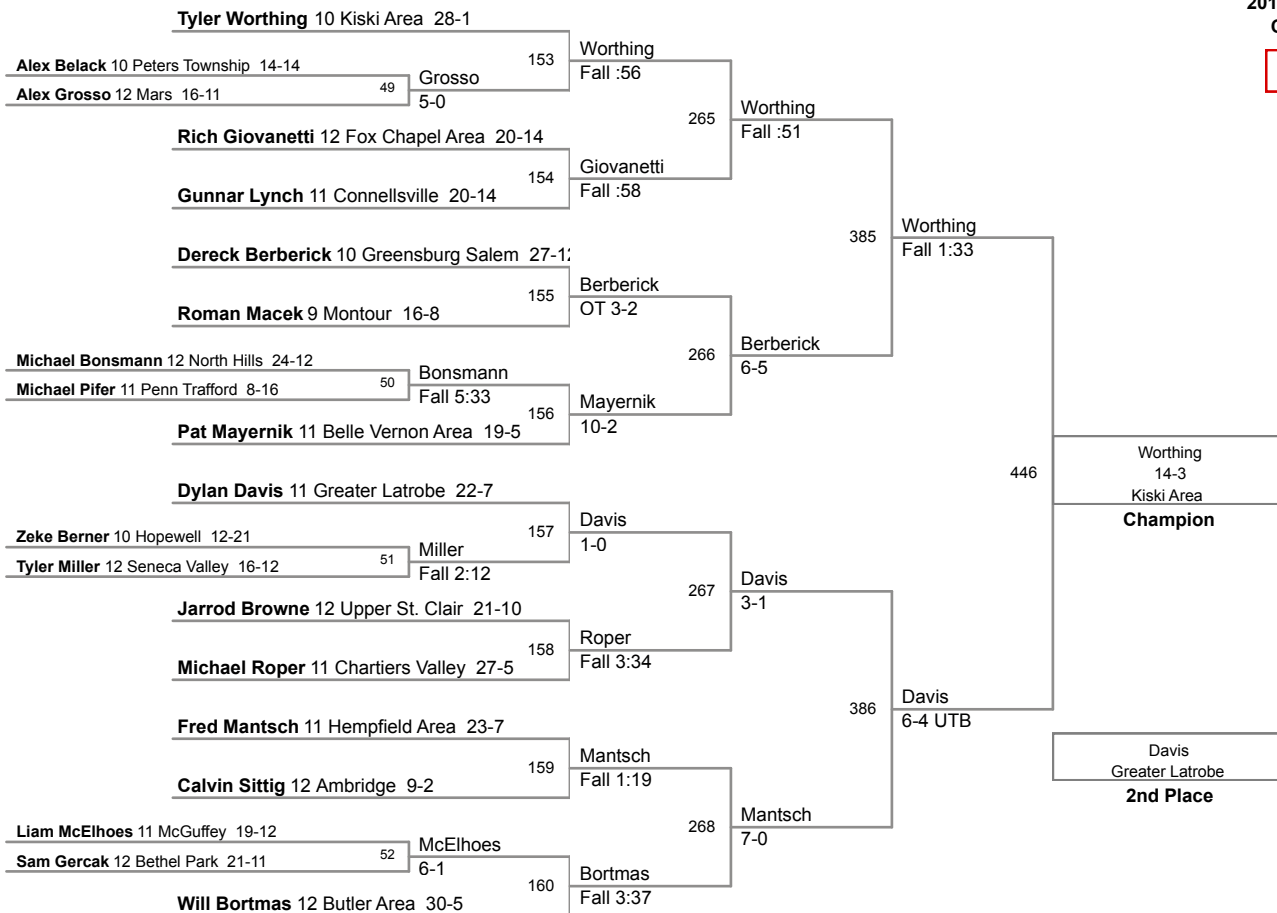 201
Tyler Worthing 10 Kiski Area 28-1
153
Worthing
Fall :56
Alex Belack 10 Peters Township 14-14
Alex Grosso 12 Mars 16-11
49
Grosso
5-0
265
Worthing
Fall :51
Rich Giovanetti 12 Fox Chapel Area 20-14
154
Giovanetti
Fall :58
Gunnar Lynch 11 Connellsville 20-14
385
Worthing
Fall 1:33
Dereck Berberick 10 Greensburg Salem 27-12
155
Berberick
OT 3-2
Roman Macek 9 Montour 16-8
266
Berberick
6-5
Michael Bonsmann 12 North Hills 24-12
Michael Pifer 11 Penn Trafford 8-16
50
Bonsmann
Fall 5:33
156
Mayernik
10-2
Pat Mayernik 11 Belle Vernon Area 19-5
446
Worthing
14-3
Kiski Area
Champion
Dylan Davis 11 Greater Latrobe 22-7
157
Davis
1-0
Zeke Berner 10 Hopewell 12-21
Tyler Miller 12 Seneca Valley 16-12
51
Miller
Fall 2:12
267
Davis
3-1
Jarrod Browne 12 Upper St. Clair 21-10
158
Roper
Fall 3:34
Michael Roper 11 Chartiers Valley 27-5
386
Davis
6-4 UTB
Fred Mantsch 11 Hempfield Area 23-7
159
Mantsch
Fall 1:19
Calvin Sittig 12 Ambridge 9-2
268
Mantsch
7-0
Liam McElhoes 11 McGuffey 19-12
Sam Gercak 12 Bethel Park 21-11
52
McElhoes
6-1
160
Bortmas
Fall 3:37
Will Bortmas 12 Butler Area 30-5
Davis
Greater Latrobe
2nd Place